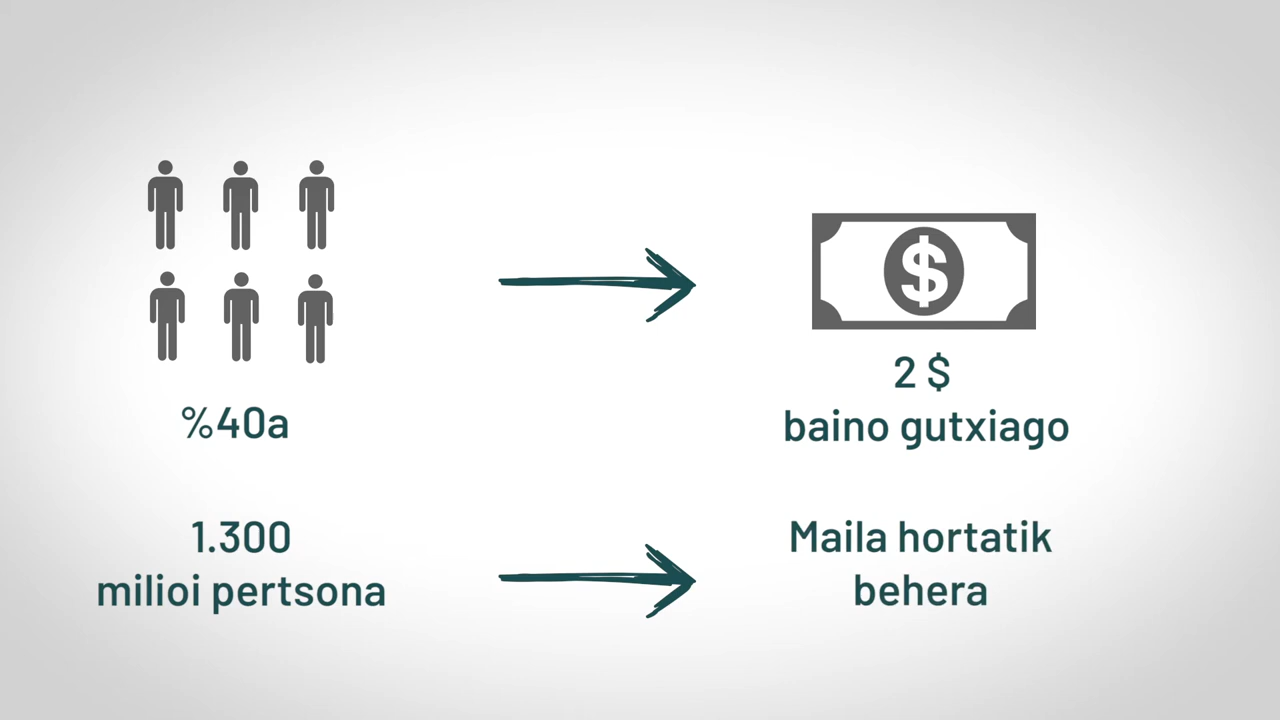 %40a
2 $
baino gutxiago
1.300
milioi pertsona
Maila hortatik
behera